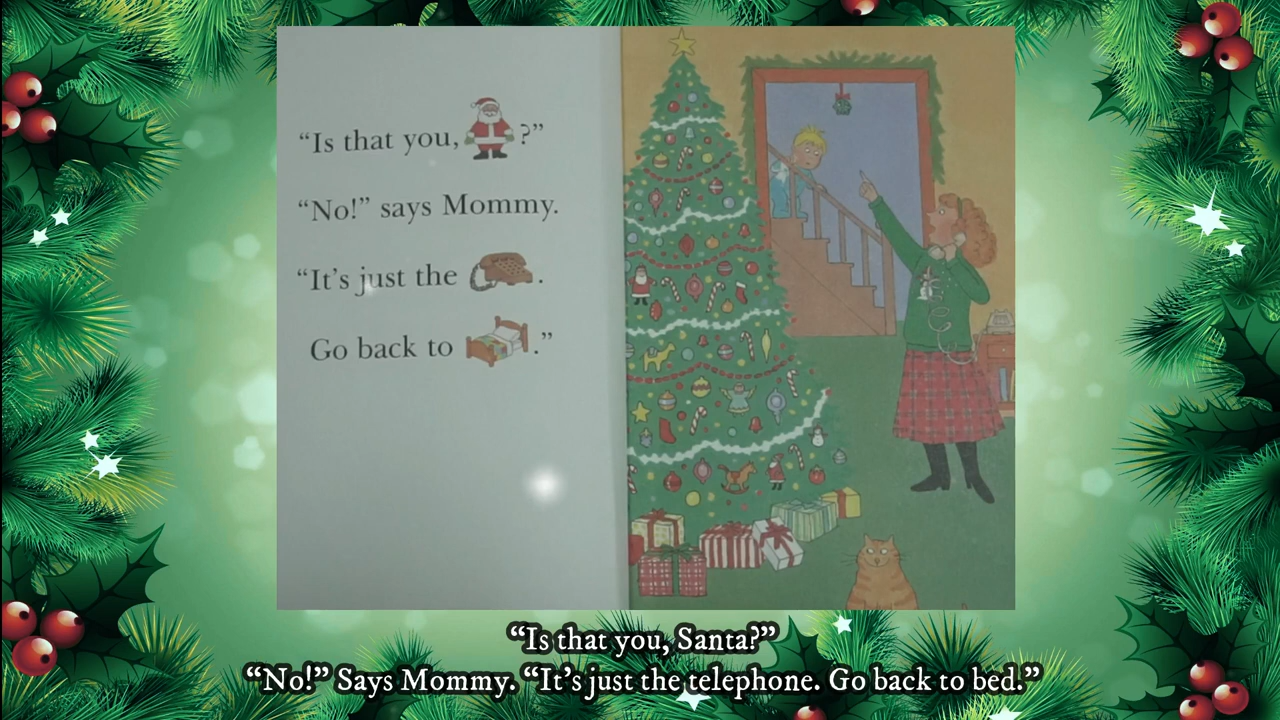 “Is that you, ?”
“No!” says Mommy.
“It’s just the .
Go back to .”
“Is that you, Santa?”
“No!” Says Mommy. “It’s just the telephone. Go back to bed.”